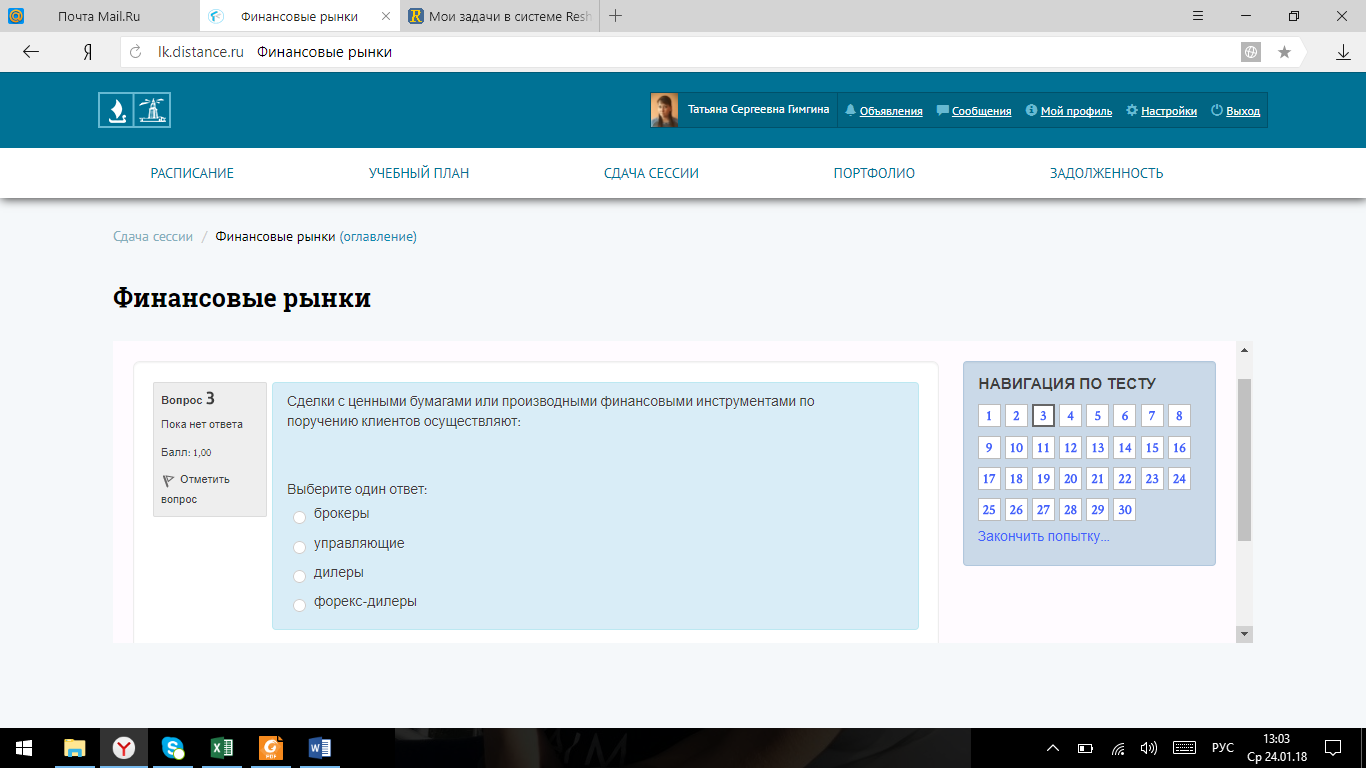 Почта Mail.Ru
Финансовые рынки
Мои задачи в системе Resh
Я
lk.distance.ru Финансовые рынки
Татьяна Сергеевна Гимгина
Объявления
Сообщения
Мой профиль
Настройки
Выход
РАСПИСАНИЕ
УЧЕБНЫЙ ПЛАН
СДАЧА СЕССИИ
ПОРТФОЛИО
ЗАДОЛЖЕННОСТЬ
Сдача сессии / Финансовые рынки (оглавление)
Финансовые рынки
Вопрос 3
Пока нет ответа
Балл: 1,00
Отметить
вопрос
Сделки с ценными бумагами или производными финансовыми инструментами по
поручению клиентов осуществляют:
Выберите один ответ:
брокеры
управляющие
дилеры
форекс-дилеры
НАВИГАЦИЯ ПО ТЕСТУ
1 2 3 4 5 6 7 8
9 10 11 12 13 14 15 16
17 18 19 20 21 22 23 24
25 26 27 28 29 30
Закончить попытку...
РУС
13:03
Ср 24.01.18